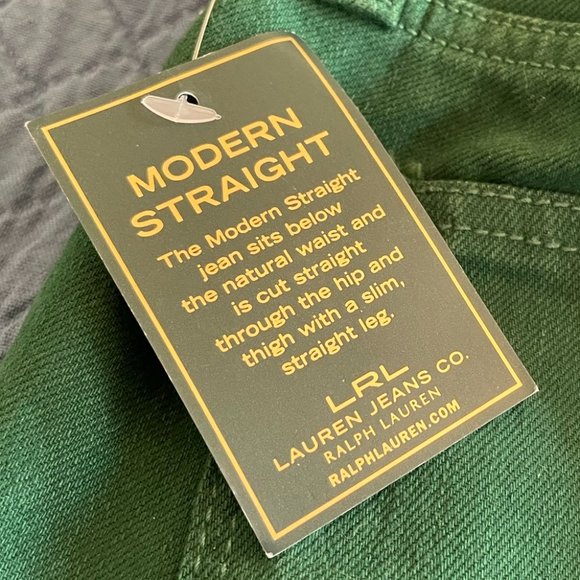 MODERN
STRAIGHT
The Modern Straight
jean sits below
the natural waist and
is cut straight
through the hip and
thigh with a slim,
straight leg.
LRL
LAUREN JEANS CO.
RALPH LAUREN
RALPHLAUREN.COM